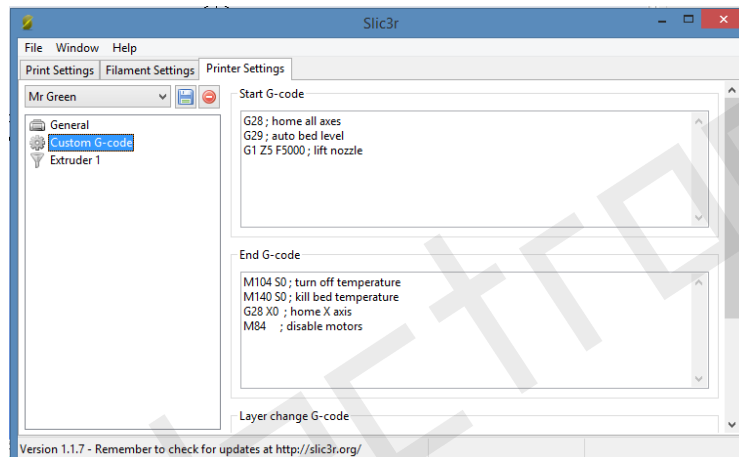 Slic3r
File Window Help
Print Settings Filament Settings Printer Settings
Mr Green
General
Custom G-code
Extruder 1
Start G-code
G28 ; home all axes
G29 ; auto bed level
G1 Z5 F5000 ; lift nozzle
End G-code
M104 S0 ; turn off temperature
M140 S0 ; kill bed temperature
G28 X0 ; home X axis
M84 ; disable motors
Layer change G-code
Version 1.1.7 - Remember to check for updates at http://slic3r.org/